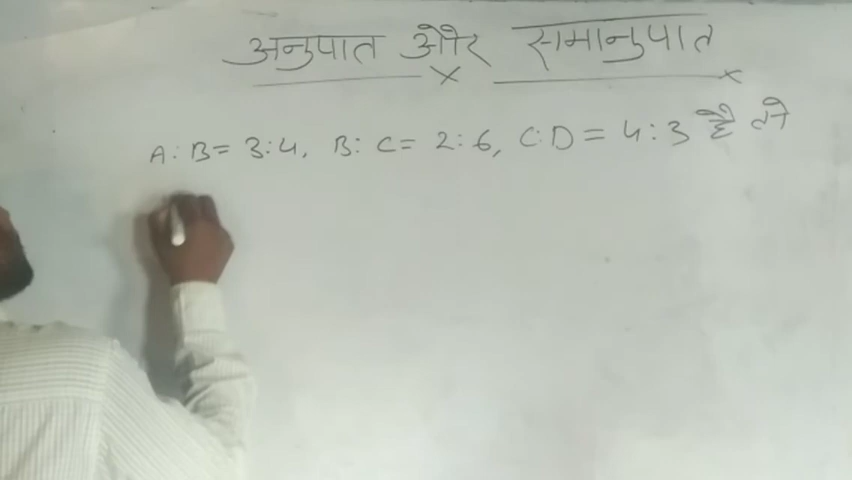 अनुपात और समानुपात
A:B = 3:4, B:C = 2:6, C:D = 4:3 है तो